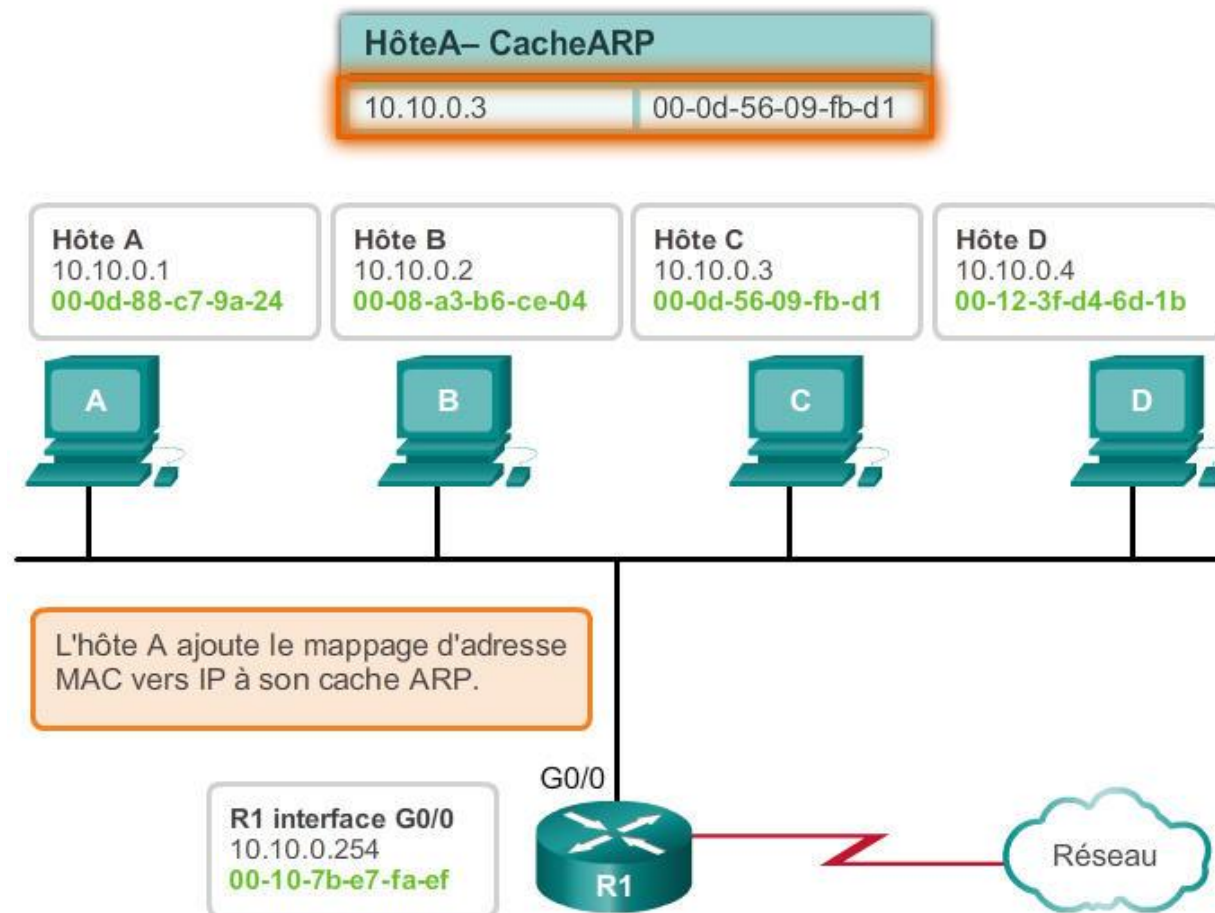 HôteA– CacheARP
10.10.0.3 00-0d-56-09-fb-d1
Hôte A
10.10.0.1
00-0d-88-c7-9a-24
Hôte B
10.10.0.2
00-08-a3-b6-ce-04
Hôte C
10.10.0.3
00-0d-56-09-fb-d1
Hôte D
10.10.0.4
00-12-3f-d4-6d-1b
A
B
C
D
L'hôte A ajoute le mappage d'adresse
MAC vers IP à son cache ARP.
G0/0
R1 interface G0/0
10.10.0.254
00-10-7b-e7-fa-ef
R1
Réseau